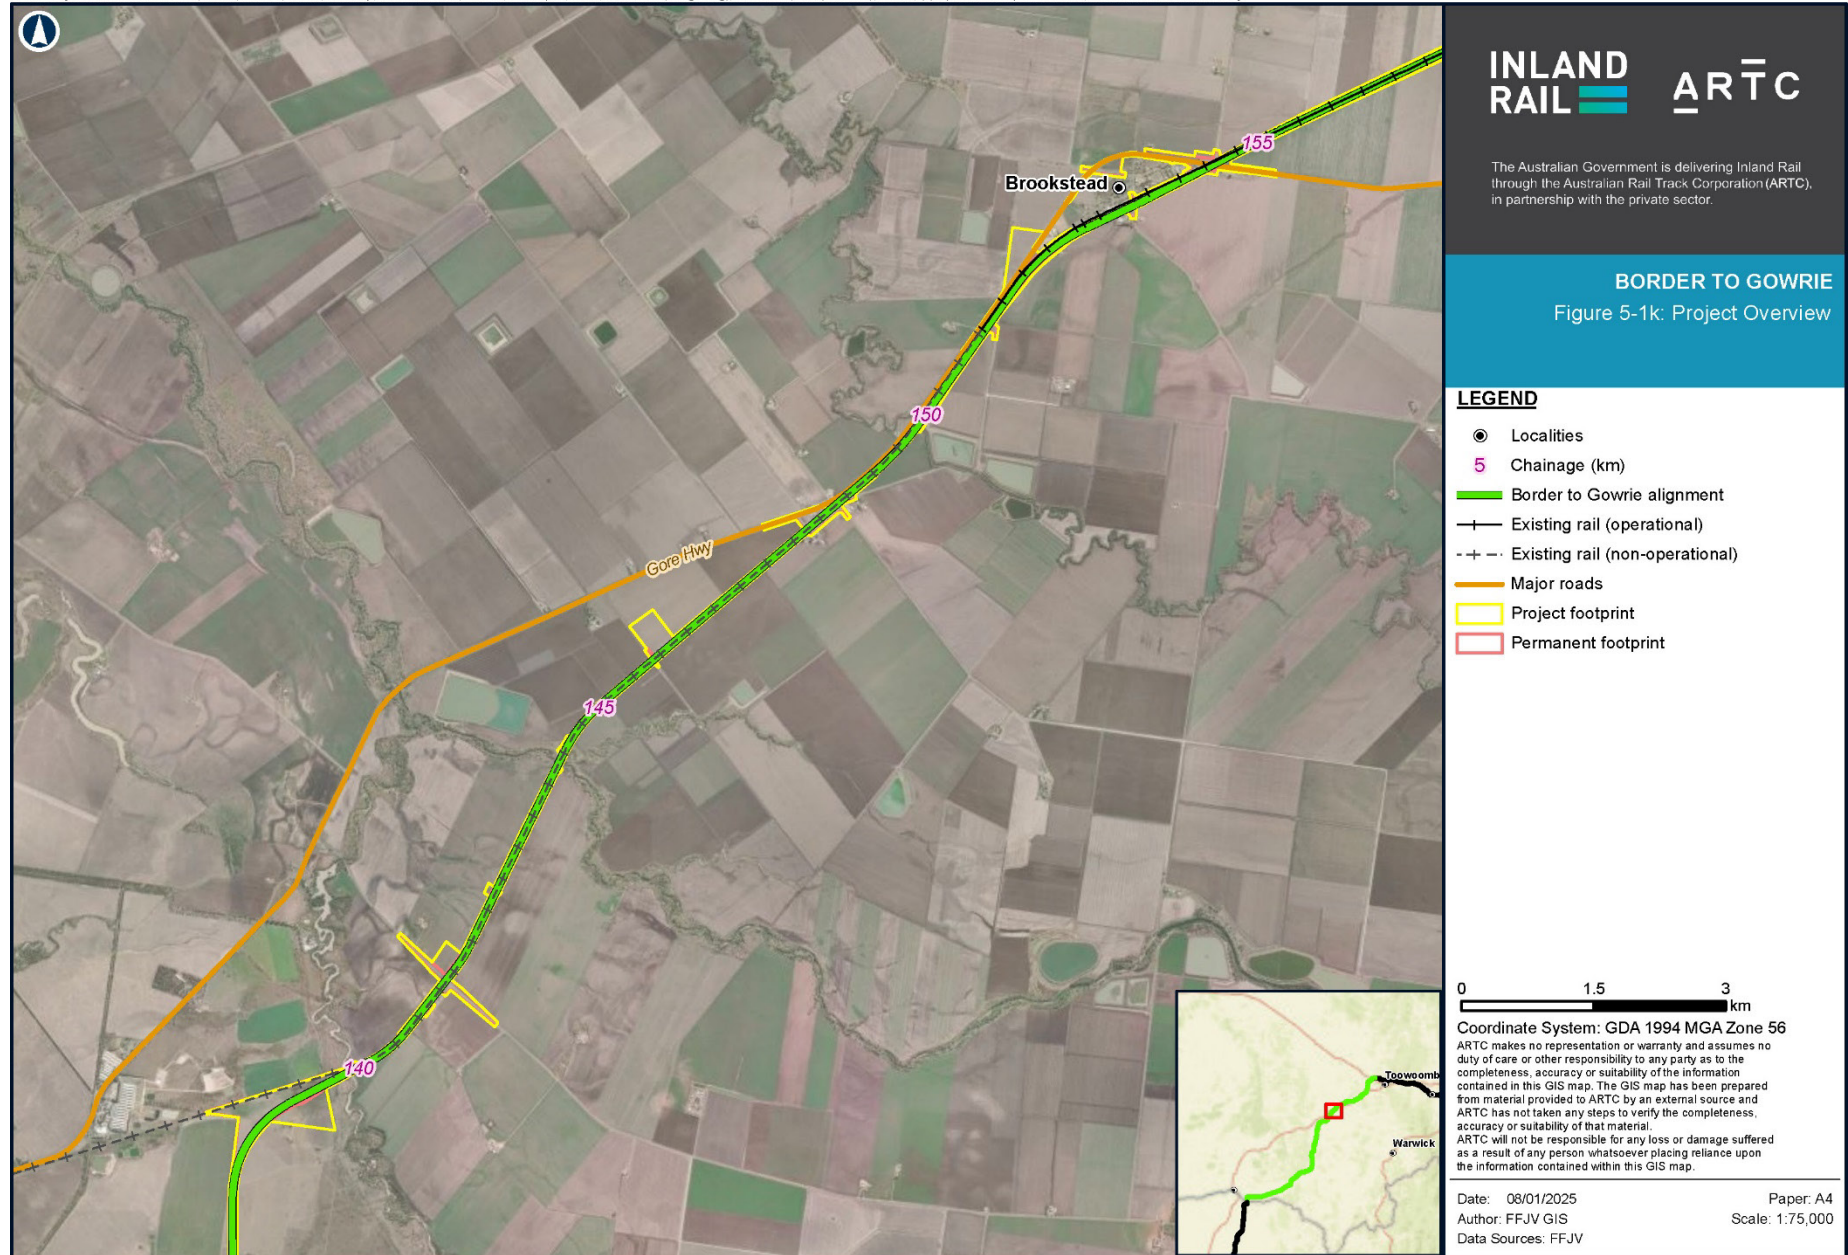 INLAND
RAIL
ARTC
The Australian Government is delivering Inland Rail
through the Australian Rail Track Corporation (ARTC),
in partnership with the private sector.
BORDER TO GOWRIE
Figure 5-1k: Project Overview
155
Brookstead
150
Gore Hwy
145
140
LEGEND
Localities
5 Chainage (km)
Border to Gowrie alignment
Existing rail (operational)
Existing rail (non-operational)
Major roads
Project footprint
Permanent footprint
0 1.5 3
km
Coordinate System: GDA 1994 MGA Zone 56
ARTC makes no representation or warranty and assumes no
duty of care or other responsibility to any party as to the
completeness, accuracy or suitability of the information
contained in this GIS map. The GIS map has been prepared
from material provided to ARTC by an external source and
ARTC has not taken any steps to verify the completeness,
accuracy or suitability of that material.
ARTC will not be responsible for any loss or damage suffered
as a result of any person whatsoever placing reliance upon
the information contained within this GIS map.
Toowoomb
Warwick
Date: 08/01/2025 Paper: A4
Author: FFJV GIS Scale: 1:75,000
Data Sources: FFJV